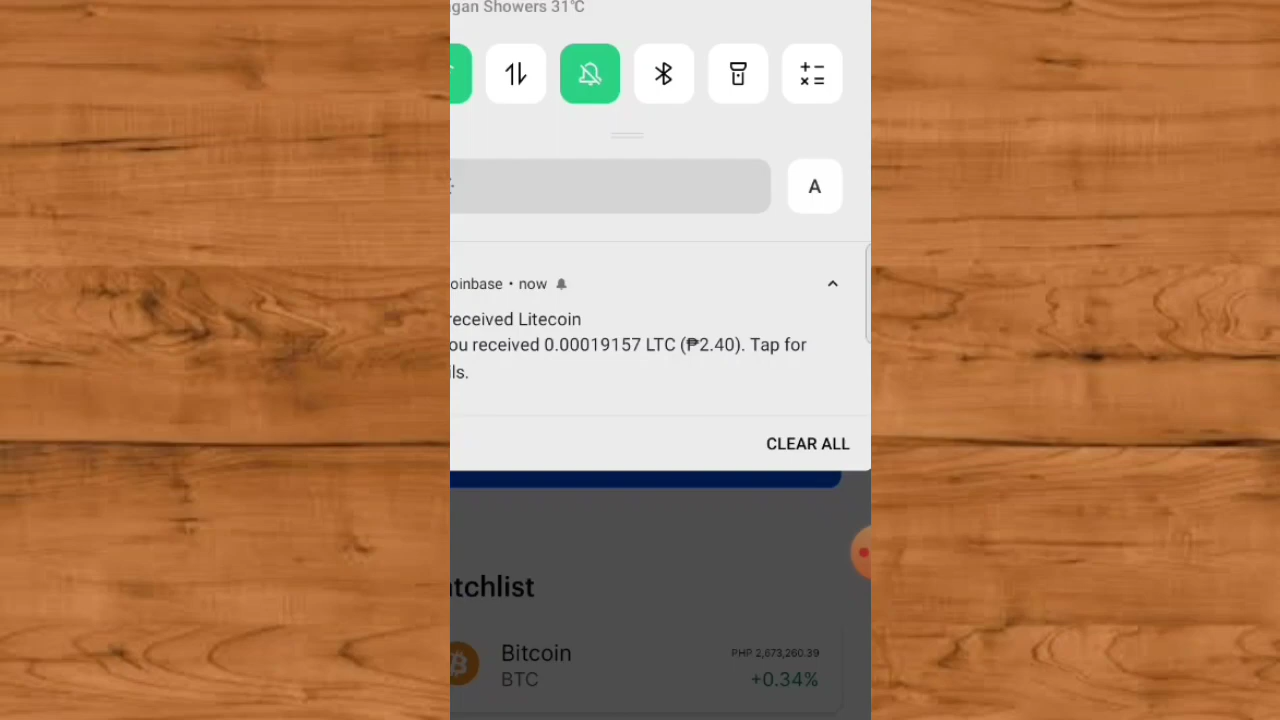 gan Showers 31°C
A
oinbase • now
received Litecoin
ou received 0.00019157 LTC (₱2.40). Tap for
ls.
CLEAR ALL
tchlist
Bitcoin
PHP 2,673,260.39
BTC
+0.34%